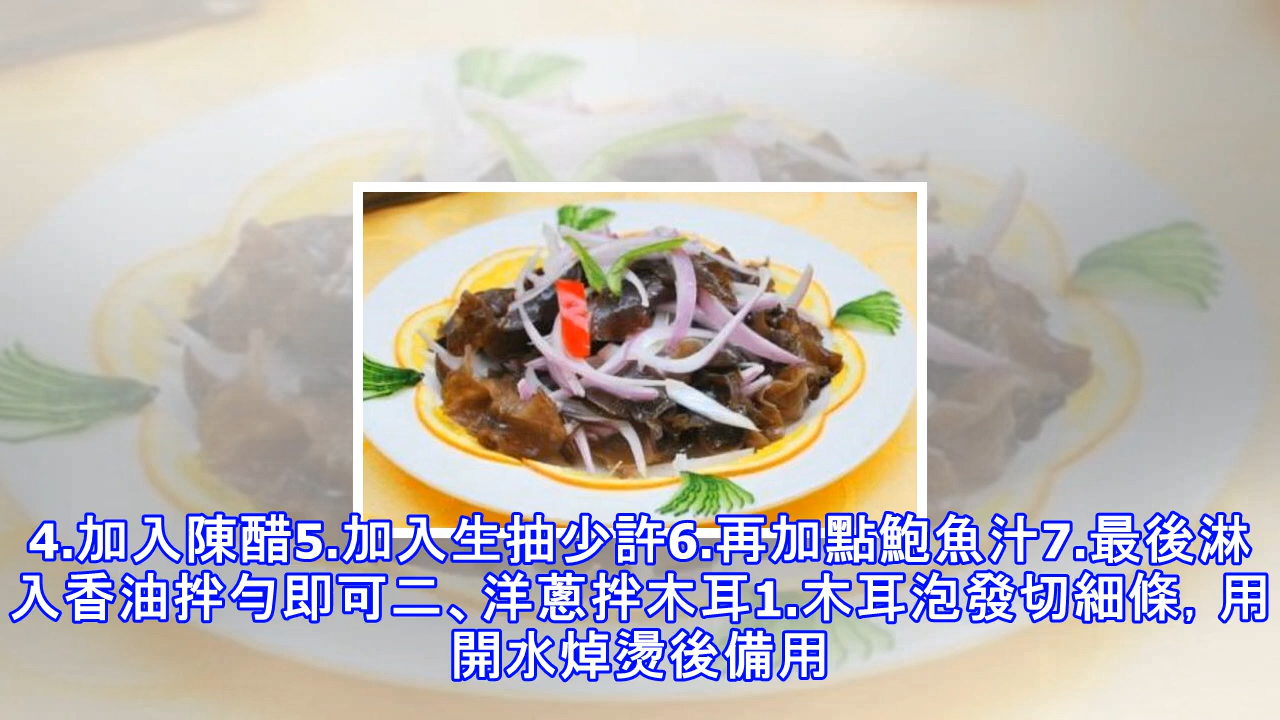 4.加入陳醋5.加入生抽少許6.再加點鮑魚汁7.最後淋
入香油拌勻即可二、洋蔥拌木耳1.木耳泡發切細條，用
開水焯燙後備用